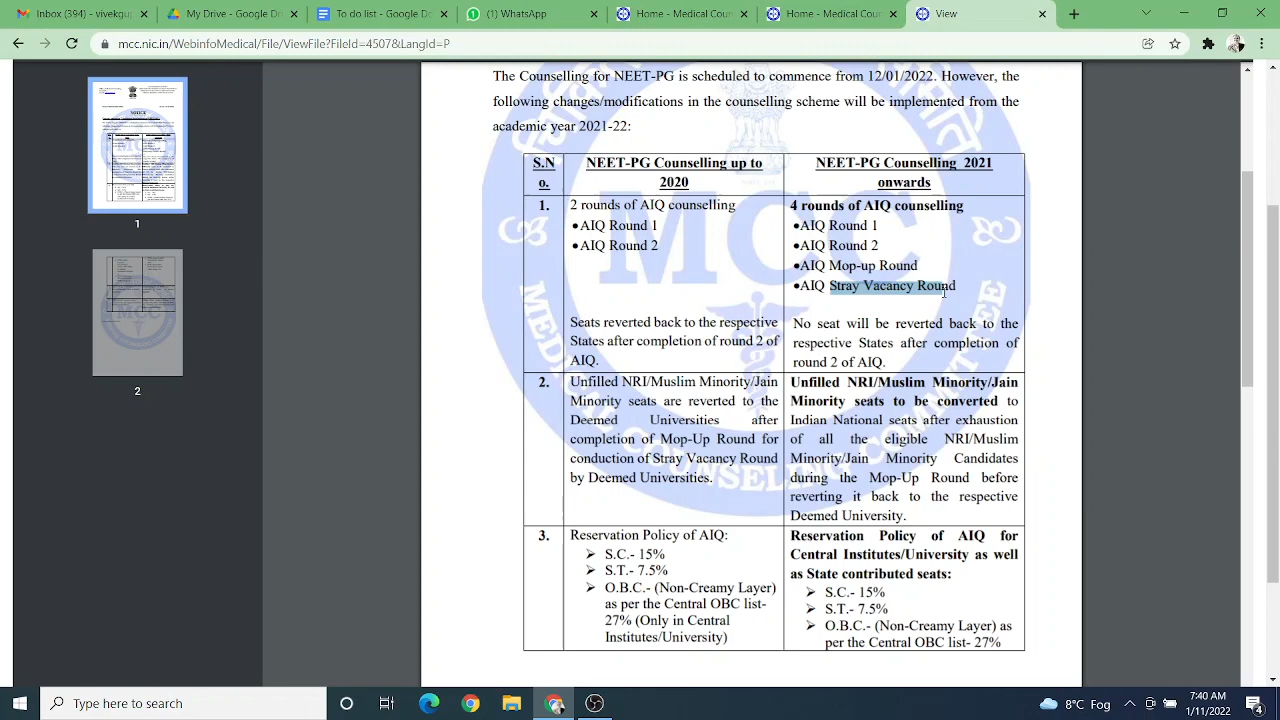 vivekgup
My Drive - Google Dr
To do list - Google Do
(1) WhatsApp
Home - Medical Coun
Home - Medical Coun
View
mcc.nic.in/WebinfoMedical/File/ViewFile?FileId=4507&LangId=P
The Counselling for NEET-PG is scheduled to commence from 12/01/2022. However, the
following changes/modifications in the counselling scheme will be implemented from the
academic year 2021-22:
S.N
o.
NEET-PG Counselling up to
2020
NEET-PG Counselling 2021
onwards
1.
2 rounds of AIQ counselling
•AIQ Round 1
•AIQ Round 2
Seats reverted back to the respective
States after completion of round 2 of
AIQ.
4 rounds of AIQ counselling
•AIQ Round 1
•AIQ Round 2
•AIQ Mop-up Round
•AIQ Stray Vacancy Round
No seat will be reverted back to the
respective States after completion of
round 2 of AIQ.
2.
Unfilled NRI/Muslim Minority/Jain
Minority seats are reverted to the
Deemed Universities after
completion of Mop-Up Round for
conduction of Stray Vacancy Round
by Deemed Universities.
Unfilled NRI/Muslim Minority/Jain
Minority seats to be converted to
Indian National seats after exhaustion
of all the eligible NRI/Muslim
Minority/Jain Minority Candidates
during the Mop-Up Round before
reverting it back to the respective
Deemed University.
3.
Reservation Policy of AIQ:
➢ S.C.- 15%
➢ S.T.- 7.5%
➢ O.B.C.- (Non-Creamy Layer)
as per the Central OBC list-
27% (Only in Central
Institutes/University)
Reservation Policy of AIQ for
Central Institutes/University as well
as State contributed seats:
➢ S.C.- 15%
➢ S.T.- 7.5%
➢ O.B.C.- (Non-Creamy Layer) as
per the Central OBC list- 27%
MCC
1
2
Type here to search
8°C Fog
7:40 AM
1/11/2022